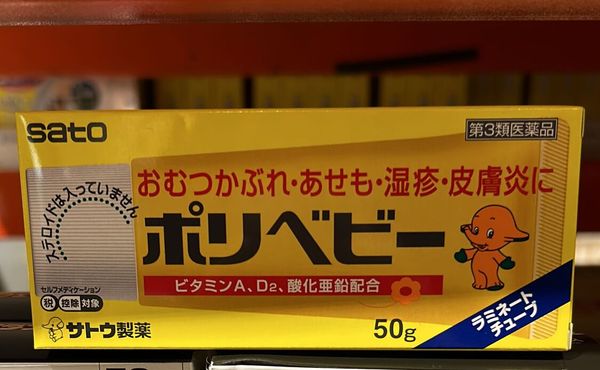 sato
第3類医薬品
ステロイドは入っていません
おむつかぶれ・あせも・湿疹・皮膚炎に
ポリベビー
ビタミンA、D2、酸化亜鉛配合
セルフメディケーション
税 控除 対象
サトウ製薬
50g
ラミネート
チューブ